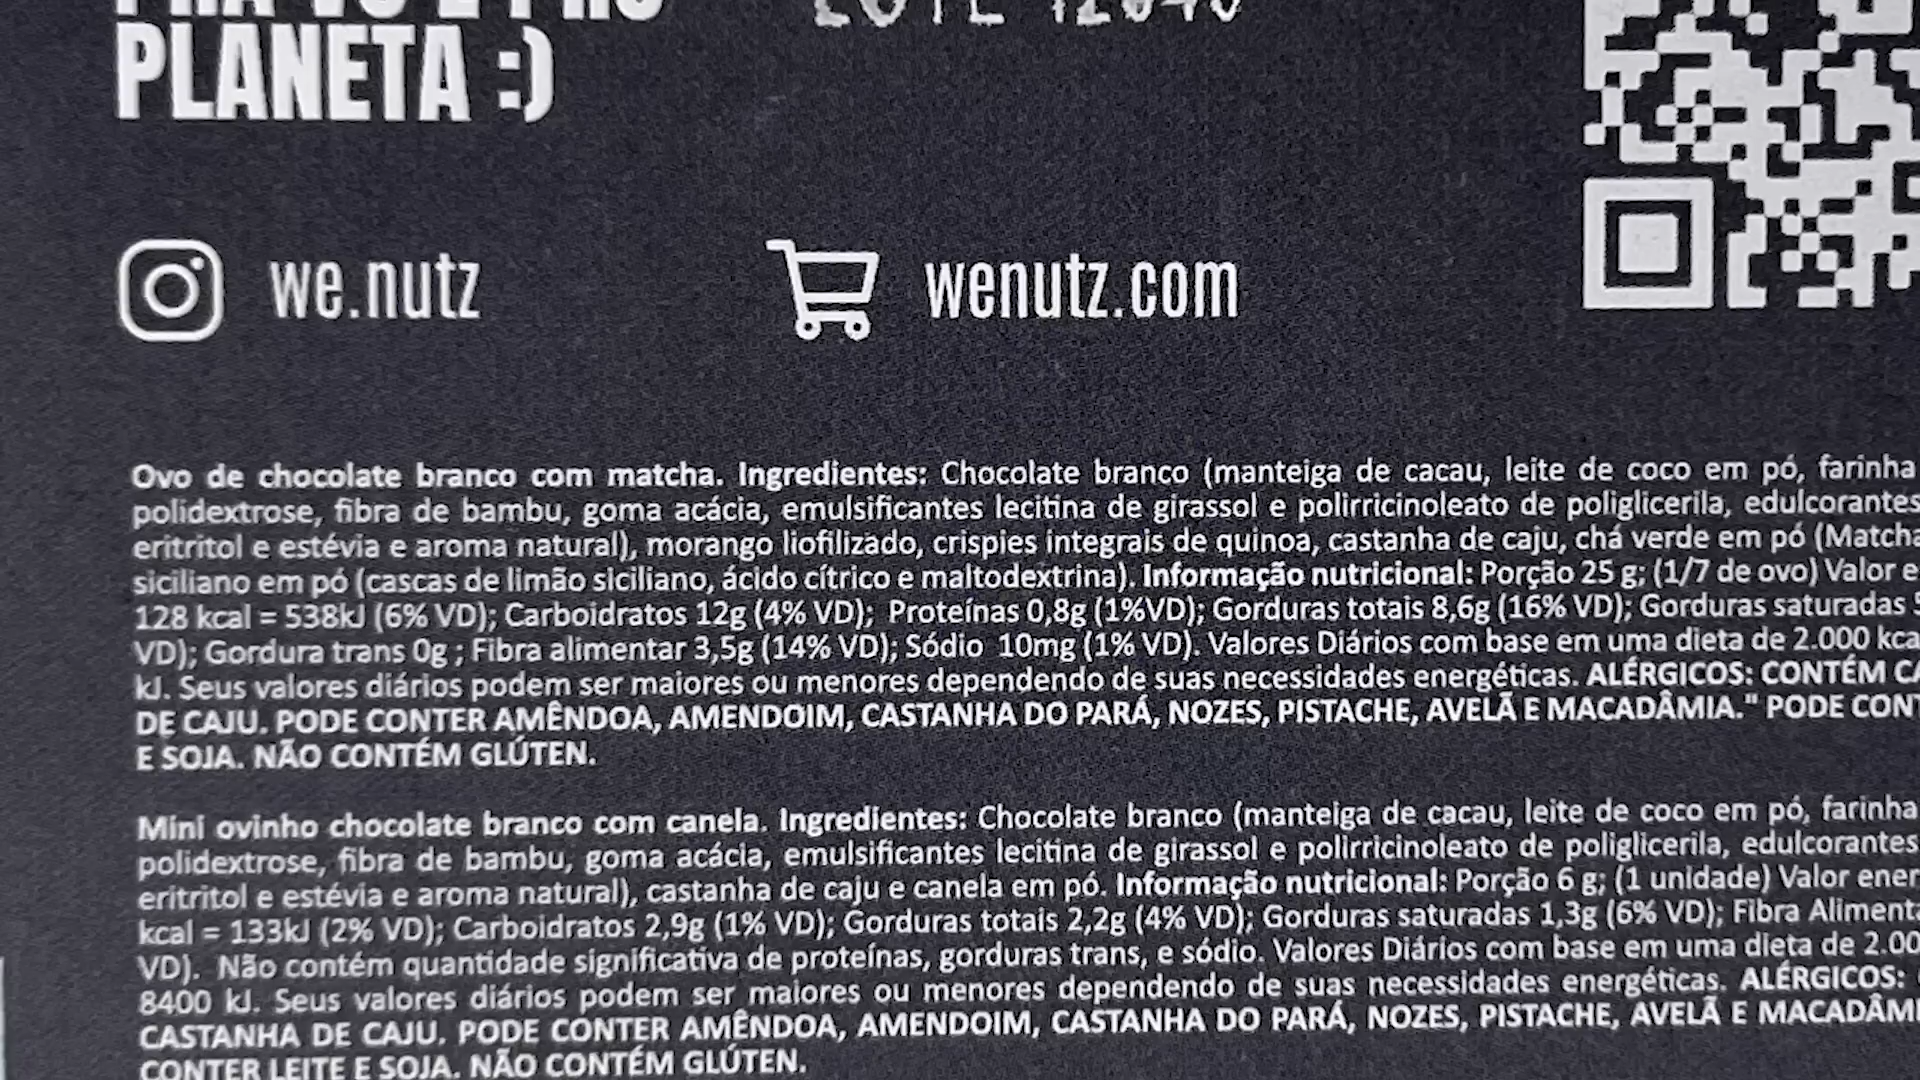 PLANETA :)
we.nutz
wenutz.com
Ovo de chocolate branco com matcha. Ingredientes: Chocolate branco (manteiga de cacau, leite de coco em pó, farinha
polidextrose, fibra de bambu, goma acácia, emulsificantes lecitina de girassol e polirricinoleato de poliglicerila, edulcorantes
eritritol e estévia e aroma natural), morango liofilizado, crispies integrais de quinoa, castanha de caju, chá verde em pó (Matcha
siciliano em pó (cascas de limão siciliano, ácido cítrico e maltodextrina). Informação nutricional: Porção 25 g; (1/7 de ovo) Valor
128 kcal = 538kJ (6% VD); Carboidratos 12g (4% VD); Proteínas 0,8g (1%VD); Gorduras totais 8,6g (16% VD); Gorduras saturadas
VD); Gordura trans 0g ; Fibra alimentar 3,5g (14% VD); Sódio 10mg (1% VD). Valores Diários com base em uma dieta de 2.000
kJ. Seus valores diários podem ser maiores ou menores dependendo de suas necessidades energéticas. ALÉRGICOS: CONTÉM
DE CAJU. PODE CONTER AMÊNDOA, AMENDOIM, CASTANHA DO PARÁ, NOZES, PISTACHE, AVELÃ E MACADÂMIA." PODE
E SOJA. NÃO CONTÉM GLÚTEN.
Mini ovinho chocolate branco com canela. Ingredientes: Chocolate branco (manteiga de cacau, leite de coco em pó, farinha
polidextrose, fibra de bambu, goma acácia, emulsificantes lecitina de girassol e polirricinoleato de poliglicerila, edulcorantes
eritritol e estévia e aroma natural), castanha de caju e canela em pó. Informação nutricional: Porção 6 g; (1 unidade) Valor
kcal = 133kJ (2% VD); Carboidratos 2,9g (1% VD); Gorduras totais 2,2g (4% VD); Gorduras saturadas 1,3g (6% VD); Fibra
VD). Não contém quantidade significativa de proteínas, gorduras trans, e sódio. Valores Diários com base em uma dieta de
8400 kJ. Seus valores diários podem ser maiores ou menores dependendo de suas necessidades energéticas. ALÉRGICOS:
CASTANHA DE CAJU. PODE CONTER AMÊNDOA, AMENDOIM, CASTANHA DO PARÁ, NOZES, PISTACHE, AVELÃ E
CONTER LEITE E SOJA. NÃO CONTÉM GLÚTEN.